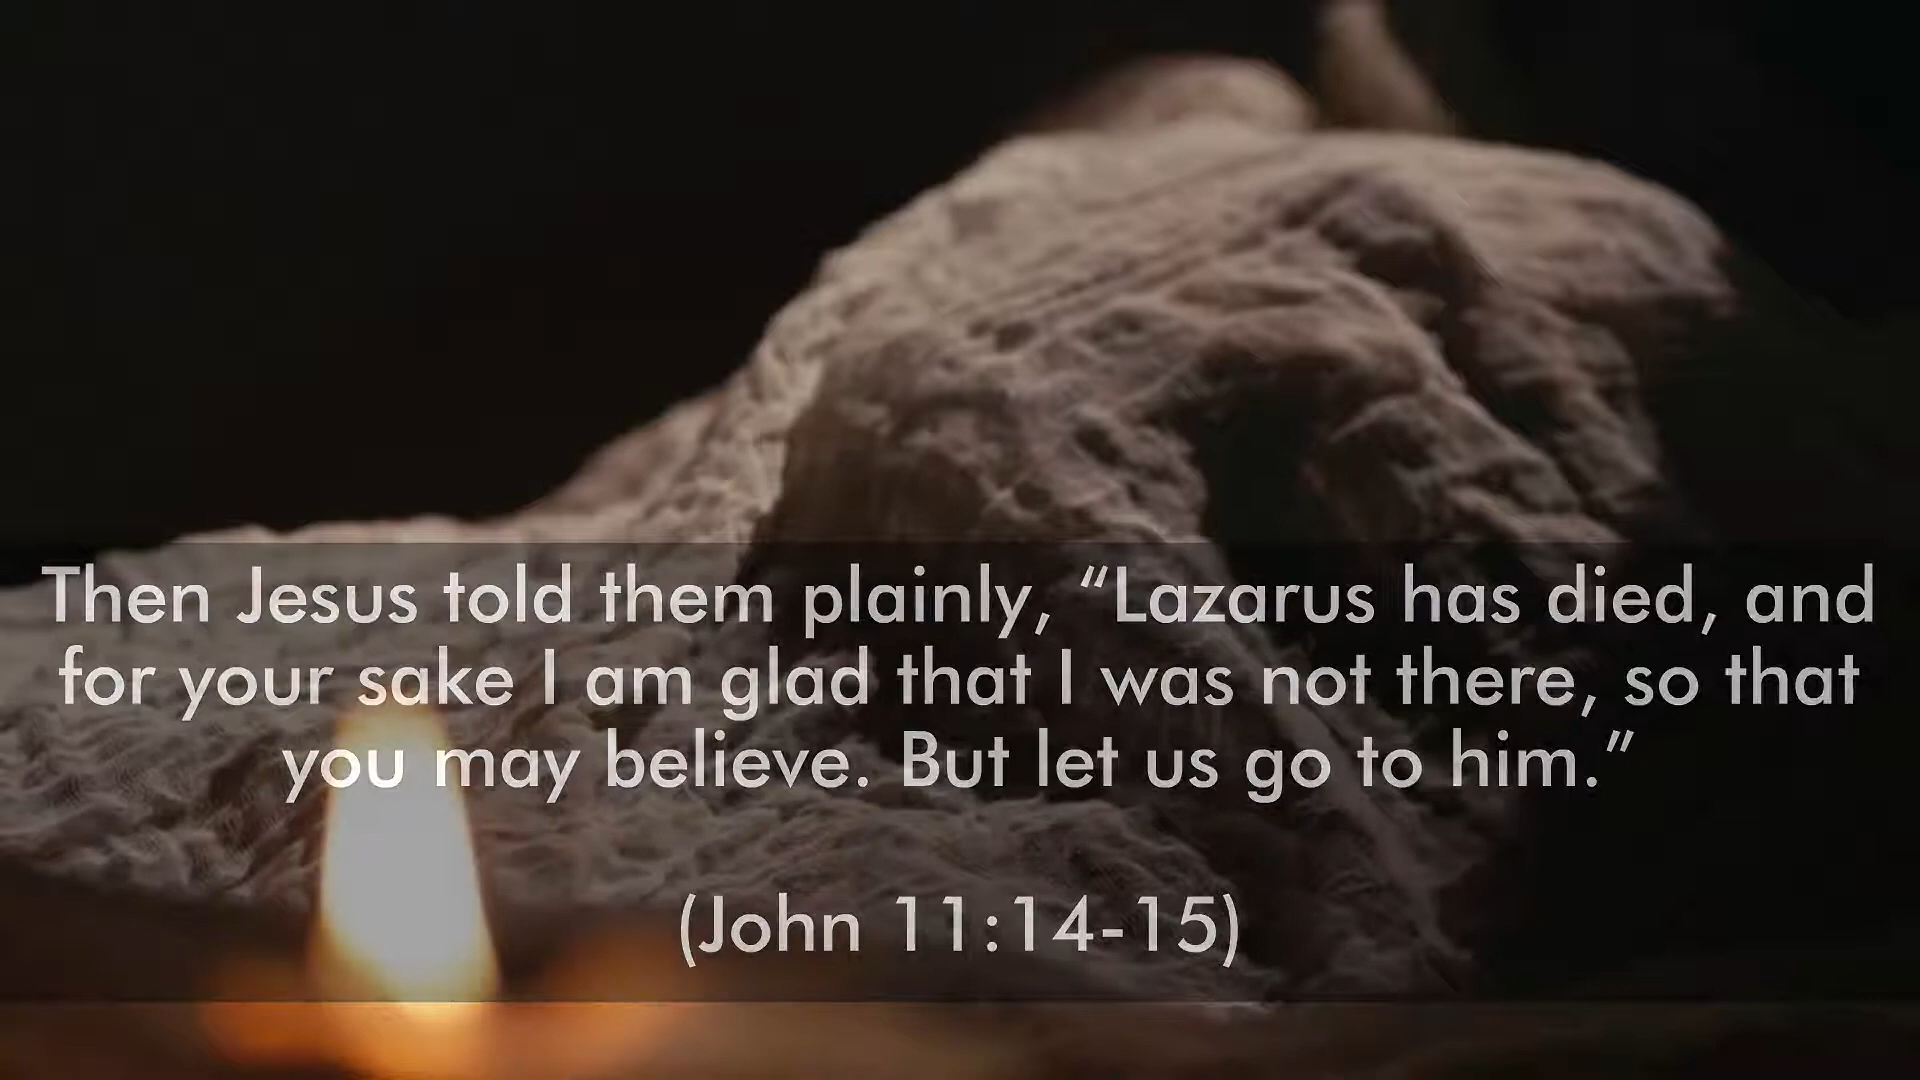 Then Jesus told them plainly, “Lazarus has died, and
for your sake I am glad that I was not there, so that
you may believe. But let us go to him.”
(John 11:14-15)